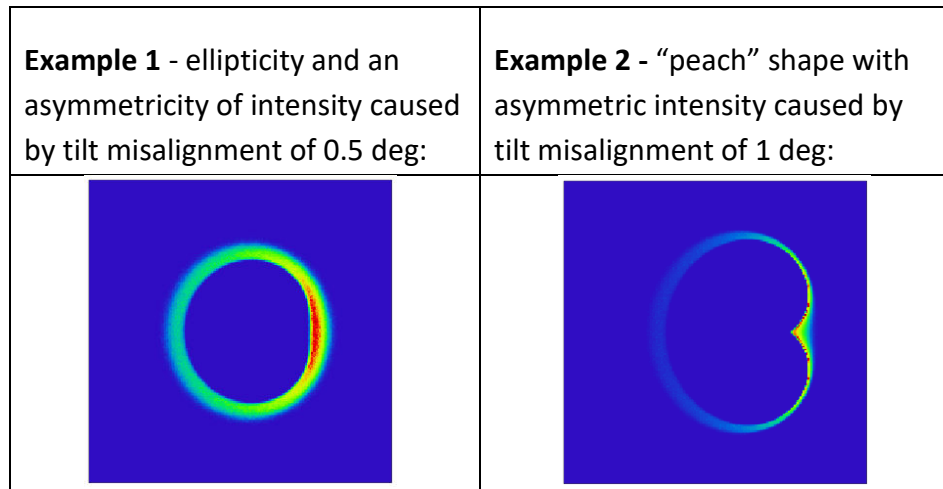 Example 1 - ellipticity and an
asymmetricity of intensity caused
by tilt misalignment of 0.5 deg:
Example 2 - “peach” shape with
asymmetric intensity caused by
tilt misalignment of 1 deg: